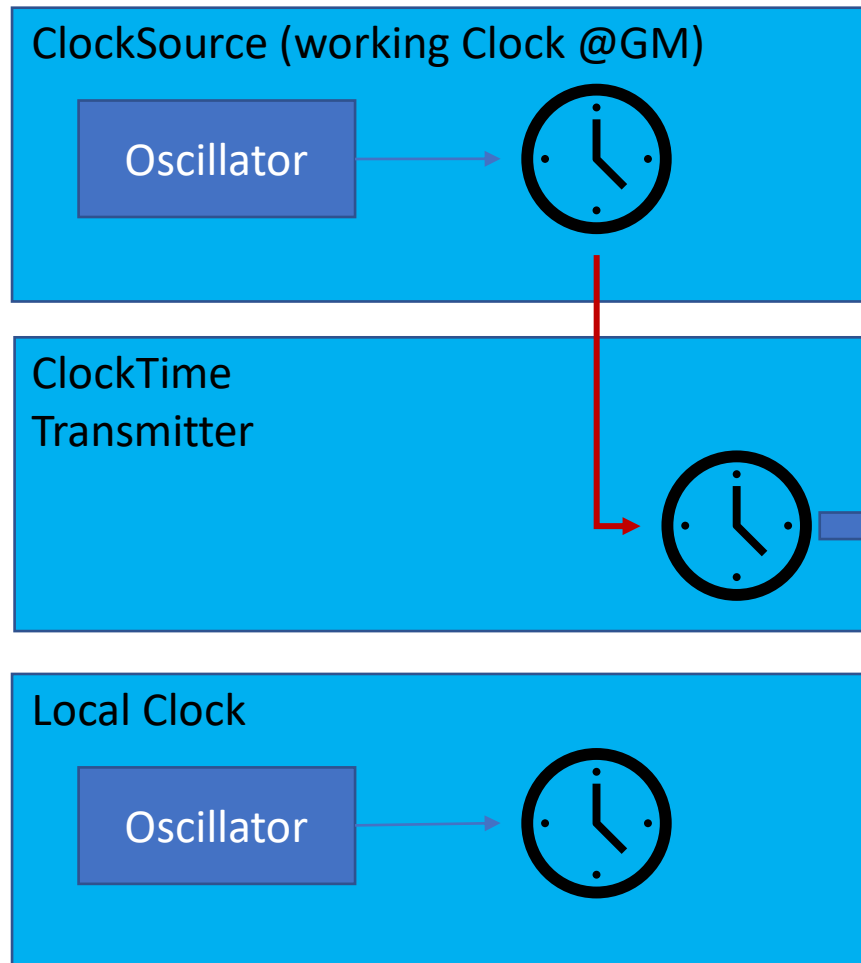 ClockSource (working Clock @GM)
Oscillator
ClockTime
Transmitter
Local Clock
Oscillator